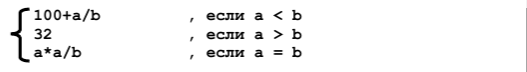 100+a/b , если a < b
32 , если a > b
a*a/b , если a = b